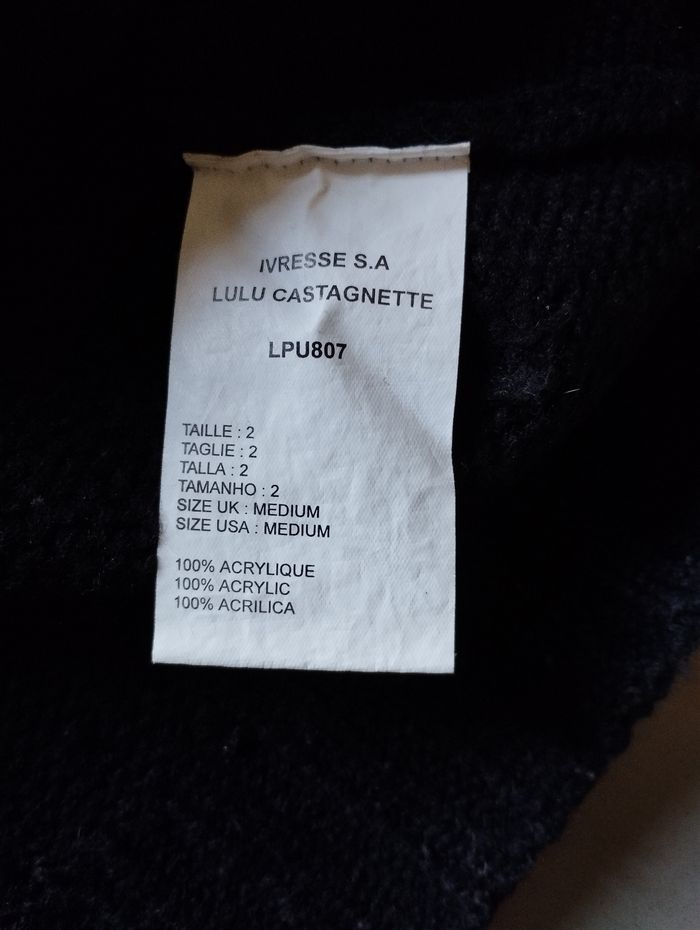 IVRESSE S.A
LULU CASTAGNETTE
LPU807
TAILLE : 2
TAGLIE : 2
TALLA : 2
TAMANHO : 2
SIZE UK : MEDIUM
SIZE USA : MEDIUM
100% ACRYLIQUE
100% ACRYLIC
100% ACRILICA